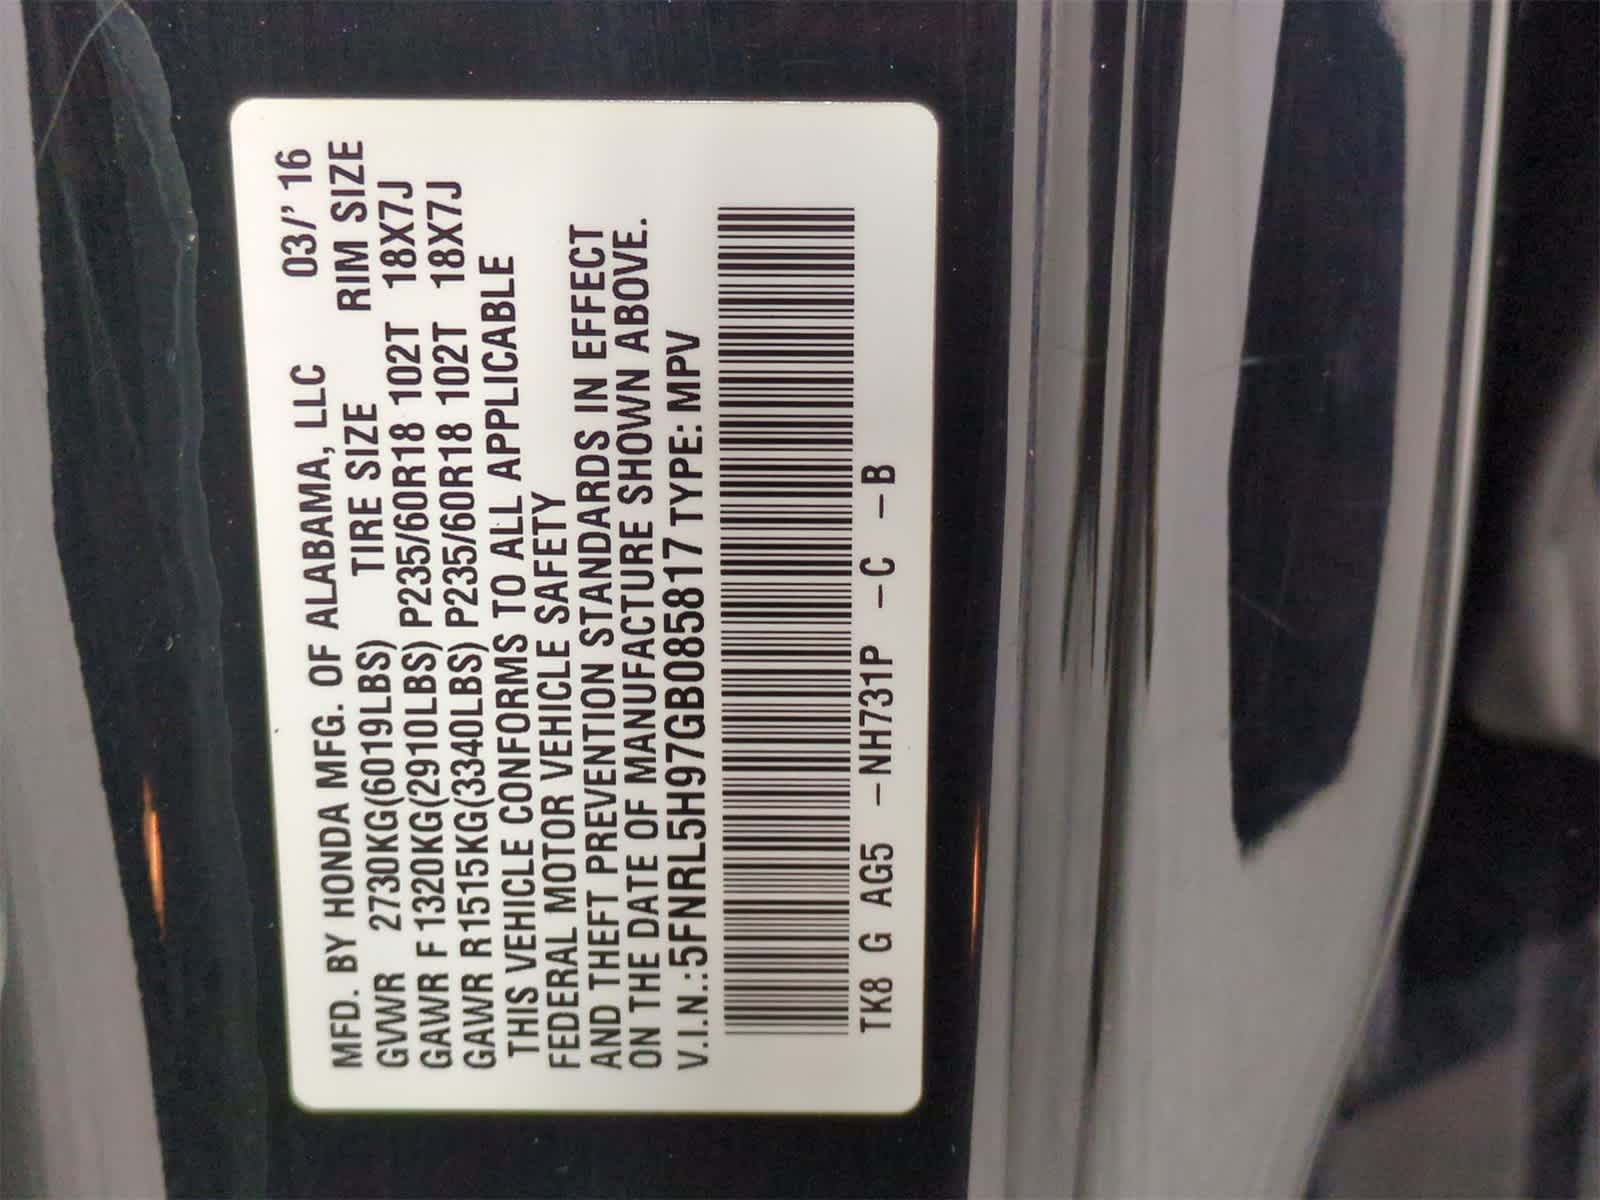 MFD. BY HONDA MFG. OF ALABAMA, LLC 03/' 16
TIRE SIZE RIM SIZE
GVWR 2730KG(6019LBS)
GAWR F 1320KG(2910LBS) P235/60R18 102T 18X7J
GAWR R1515KG(3340LBS) P235/60R18 102T 18X7J
THIS VEHICLE CONFORMS TO ALL APPLICABLE
FEDERAL MOTOR VEHICLE SAFETY
AND THEFT PREVENTION STANDARDS IN EFFECT
ON THE DATE OF MANUFACTURE SHOWN ABOVE.
V.I.N.:5FNRL5H97GB085817 TYPE: MPV
TK8 G AG5 -NH731P -C -B